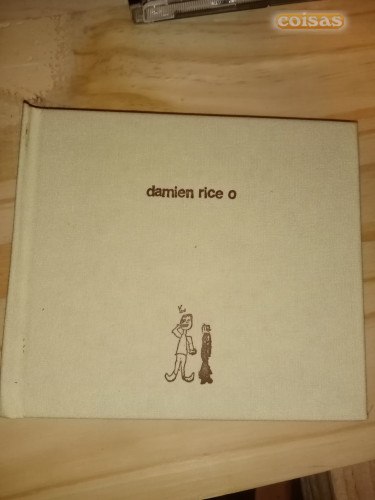 coisas
damien rice o